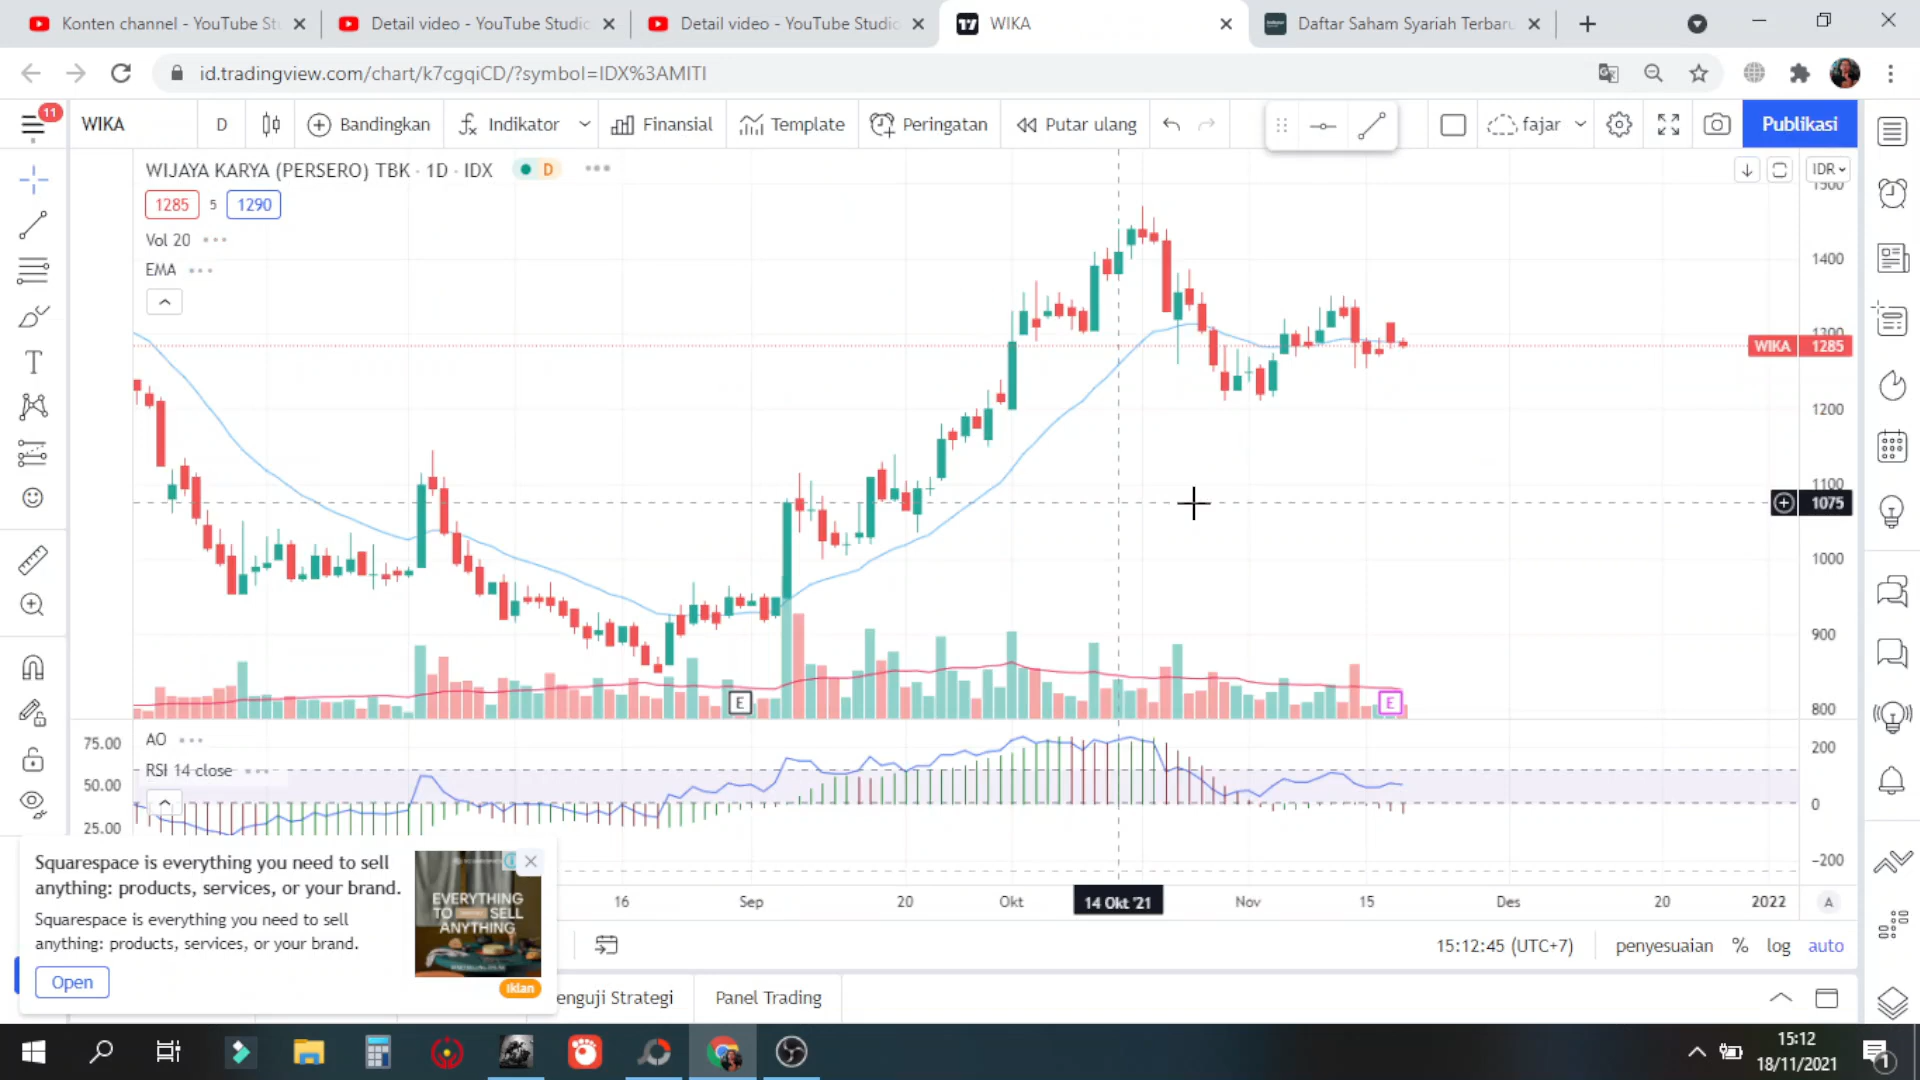 Konten channel - YouTube Stu
Detail video - YouTube Studio
Detail video - YouTube Studio
WIKA
Daftar Saham Syariah Terbaru
id.tradingview.com/chart/k7cgqiCD/?symbol=IDX%3AMITI
11
WIKA
D
Bandingkan
Indikator
Finansial
Template
Peringatan
Putar ulang
fajar
Publikasi
WIJAYA KARYA (PERSERO) TBK · 1D · IDX
D
1285
5
1290
Vol 20
EMA
IDR
1500
1400
1300
WIKA 1285
1200
1100
1075
1000
900
800
E
E
AO
RSI 14 close
75.00
50.00
25.00
200
0
−200
16
Sep
20
Okt
14 Okt '21
Nov
15
Des
20
2022
A
Squarespace is everything you need to sell
anything: products, services, or your brand.
Squarespace is everything you need to sell
anything: products, services, or your brand.
Open
EVERYTHING
TO SELL
ANYTHING
Iklan
15:12:45 (UTC+7)
penyesuaian
%
log
auto
enguji Strategi
Panel Trading
15:12
18/11/2021
1